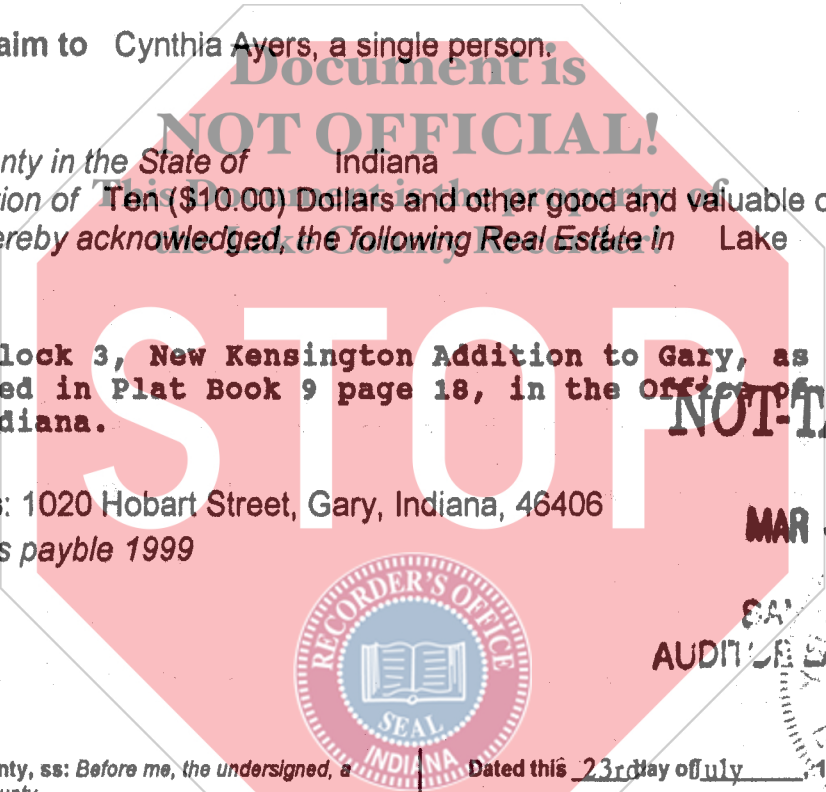 aim to Cynthia Ayers, a single person.
Document is
NOT OFFICIAL!
nty in the State of Indiana
This Document is the property of
tion of Ten ($10.00) Dollars and other good and valuable c
the Lake County Recorder!
ereby acknowledged, the following Real Estate in Lake
STOP
lock 3, New Kensington Addition to Gary, as
ed in Plat Book 9 page 18, in the Office of
diana.
NOT-TA
s: 1020 Hobart Street, Gary, Indiana, 46406
MAR
s payble 1999
RECORDER'S OFFICE
SEAL
INDIANA
SA
AUDITOR
nty, ss: Before me, the undersigned, a
Dated this 23rd day of July , 1